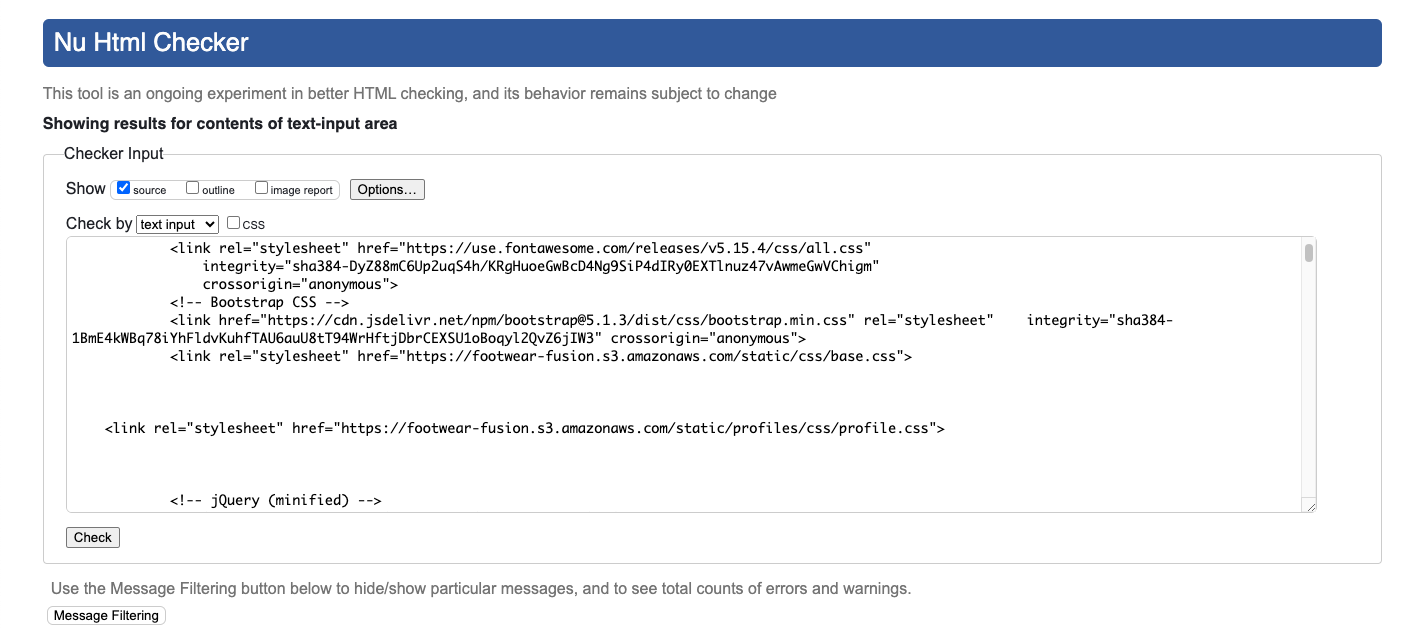 Nu Html Checker
This tool is an ongoing experiment in better HTML checking, and its behavior remains subject to change
Showing results for contents of text-input area
Checker Input
Show source outline image report Options...
Check by text input CSS
<link rel="stylesheet" href="https://use.fontawesome.com/releases/v5.15.4/css/all.css"
integrity="sha384-DyZ88mC6Up2uqS4h/KRgHuoeGwBcD4Ng9SiP4dIRy0EXTlnuz47vAwmeGwVChigm"
crossorigin="anonymous">
<!-- Bootstrap CSS -->
<link href="https://cdn.jsdelivr.net/npm/bootstrap@5.1.3/dist/css/bootstrap.min.css" rel="stylesheet" integrity="sha384-
1BmE4kWBq78iYhFldvKuhfTAU6auU8tT94WrHftjDbrCEXSU1oBoqyl2QvZ6jIW3" crossorigin="anonymous">
<link rel="stylesheet" href="https://footwear-fusion.s3.amazonaws.com/static/css/base.css">
<link rel="stylesheet" href="https://footwear-fusion.s3.amazonaws.com/static/profiles/css/profile.css">
<!-- jQuery (minified) -->
Check
Use the Message Filtering button below to hide/show particular messages, and to see total counts of errors and warnings.
Message Filtering